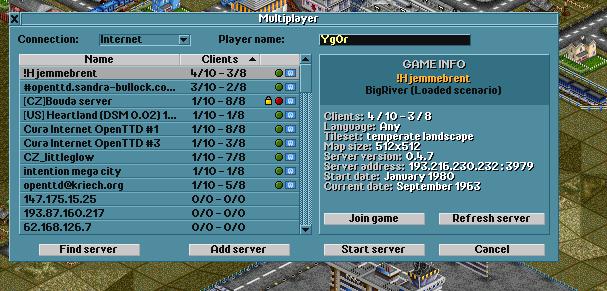 Multiplayer
Connection: Internet Player name: Yg0r
Name Clients
!Hjemmebrent 4/10 - 3/8
#openttd.sandra-bullock.co... 3/10 - 2/8
[CZ]Bouda server 1/10 - 8/8
[US] Heartland (DSM 0.02) 1... 1/10 - 8/8
Cura Internet OpenTTD #1 1/10 - 8/8
Cura Internet OpenTTD #3 1/10 - 3/8
CZ_littleglow 1/10 - 7/8
intention mega city 1/10 - 1/8
openttd@kriech.org 1/10 - 5/8
147.175.15.25 0/0 - 0/0
193.87.160.217 0/0 - 0/0
62.168.126.7 0/0 - 0/0
GAME INFO
!Hjemmebrent
BigRiver (Loaded scenario)
Clients: 4 / 10 - 3 / 8
Language: Any
Tileset: temperate landscape
Map size: 512x512
Server version: 0.4.7
Server address: 193.216.230.232 : 3979
Start date: January 1980
Current date: September 1963
Join game Refresh server
Find server Add server Start server Cancel